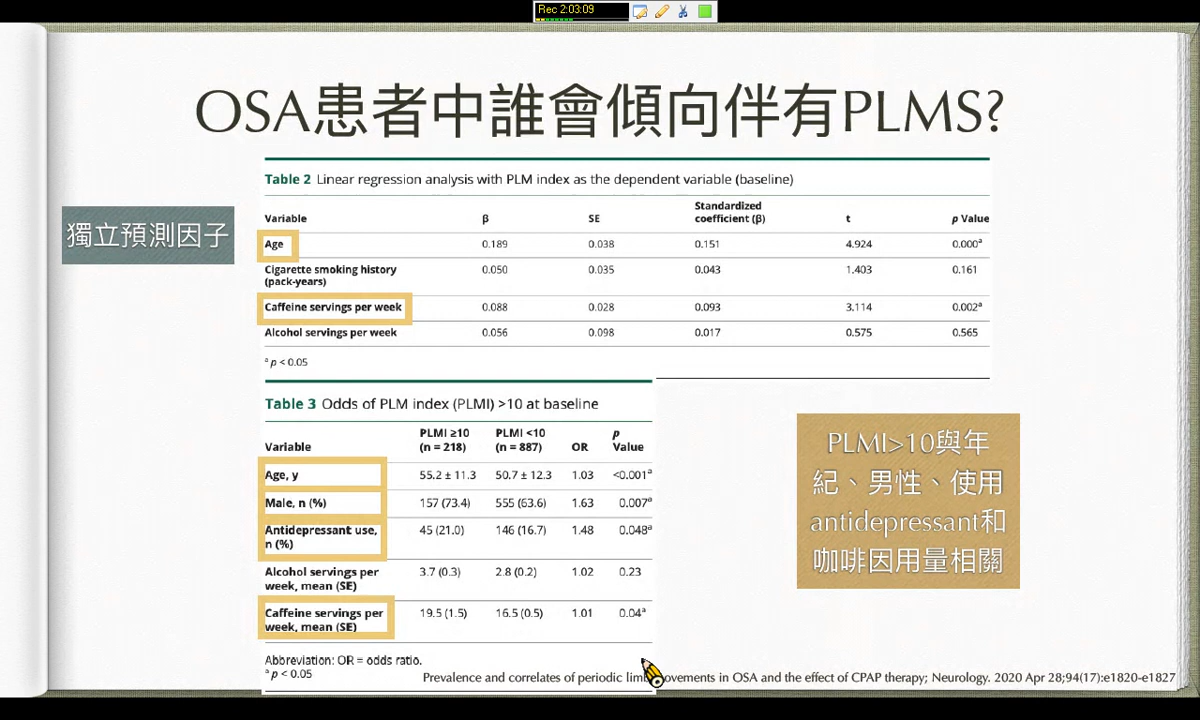 Rec 2:03:09
OSA患者中誰會傾向伴有PLMS?
獨立預測因子
Table 2 Linear regression analysis with PLM index as the dependent variable (baseline)
Variable β SE Standardized coefficient (β) t p Value
Age 0.189 0.038 0.151 4.924 0.000ᵃ
Cigarette smoking history (pack-years) 0.050 0.035 0.043 1.403 0.161
Caffeine servings per week 0.088 0.028 0.093 3.114 0.002ᵃ
Alcohol servings per week 0.056 0.098 0.017 0.575 0.565
ᵃ p < 0.05
Table 3 Odds of PLM index (PLMI) >10 at baseline
Variable PLMI ≥10 (n = 218) PLMI <10 (n = 887) OR p Value
Age, y 55.2 ± 11.3 50.7 ± 12.3 1.03 <0.001ᵃ
Male, n (%) 157 (73.4) 555 (63.6) 1.63 0.007ᵃ
Antidepressant use, n (%) 45 (21.0) 146 (16.7) 1.48 0.048ᵃ
Alcohol servings per week, mean (SE) 3.7 (0.3) 2.8 (0.2) 1.02 0.23
Caffeine servings per week, mean (SE) 19.5 (1.5) 16.5 (0.5) 1.01 0.04ᵃ
Abbreviation: OR = odds ratio.
ᵃ p < 0.05
PLMI>10與年
紀、男性、使用
antidepressant和
咖啡因用量相關
Prevalence and correlates of periodic limb movements in OSA and the effect of CPAP therapy; Neurology. 2020 Apr 28;94(17):e1820-e1827